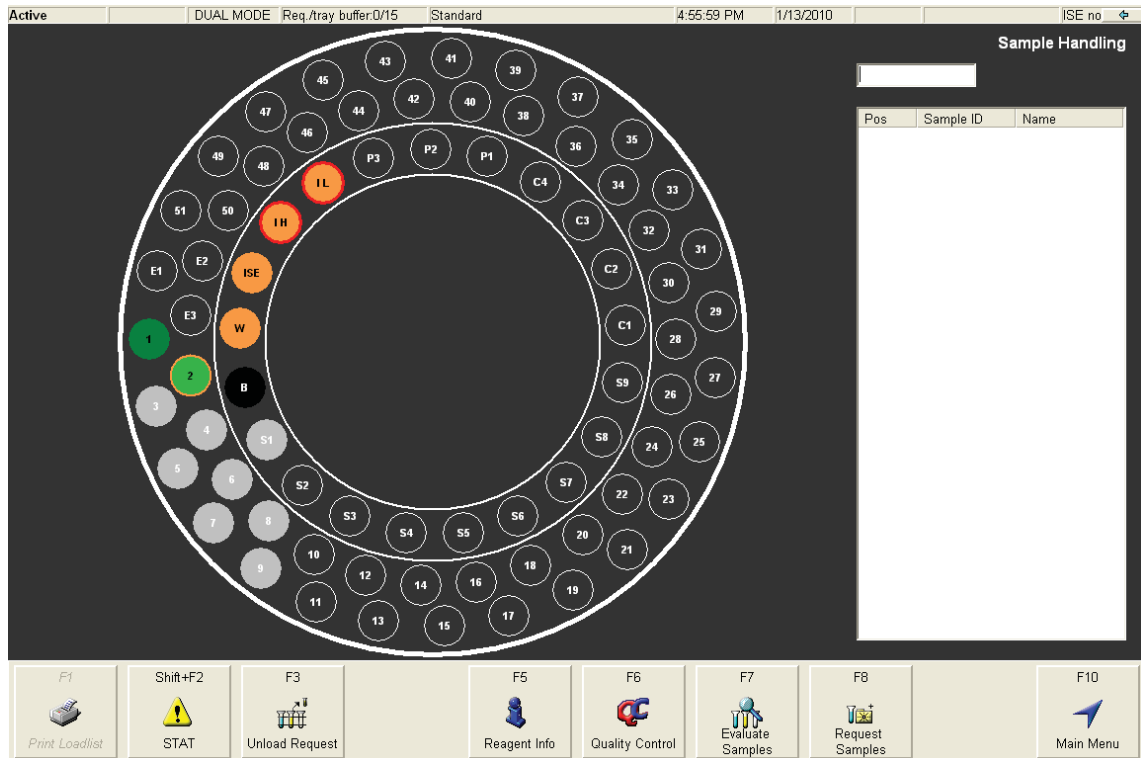 Active DUAL MODE Req./tray buffer:0/15 Standard 4:55:59 PM 1/13/2010 ISE no
Sample Handling
Pos Sample ID Name
41
43 39
45
42 40 37
47 44 38
46 36 35
49 48 P3 P2 P1
I L C4 34 33
51 50 I H C3 32
E1 E2 ISE C2 31
30
E3 W C1 29
1 28
2 B S9 27
3 26
4 S1 S8 24 25
5 6 S2 S7 22 23
7 8 S3 S4 S5 S6 20 21
9 10 12 14 16 18
11 13 15 17 19
F1 Shift+F2 F3 F5 F6 F7 F8 F10
Print Loadlist STAT Unload Request Reagent Info QC Quality Control Evaluate Samples Request Samples Main Menu